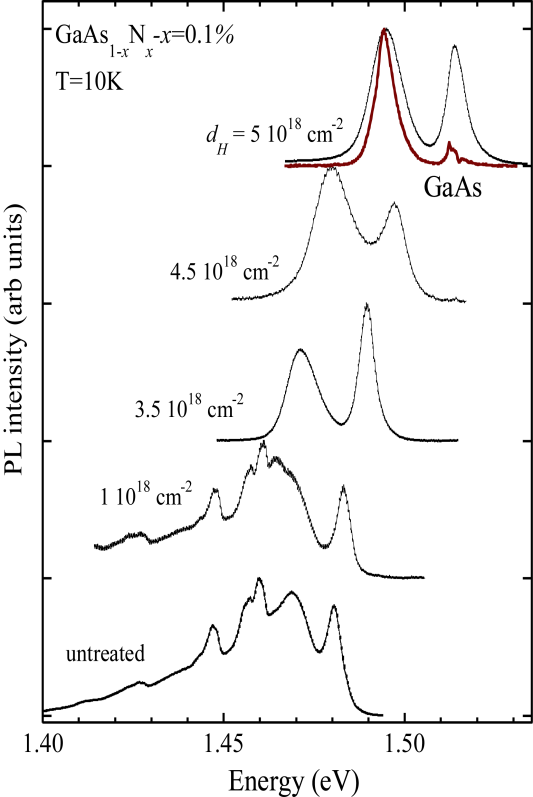 GaAs1-xNx-x=0.1%
T=10K
dH = 5 10^18 cm^-2
GaAs
4.5 10^18 cm^-2
3.5 10^18 cm^-2
1 10^18 cm^-2
untreated
PL intensity (arb units)
1.40 1.45 1.50
Energy (eV)